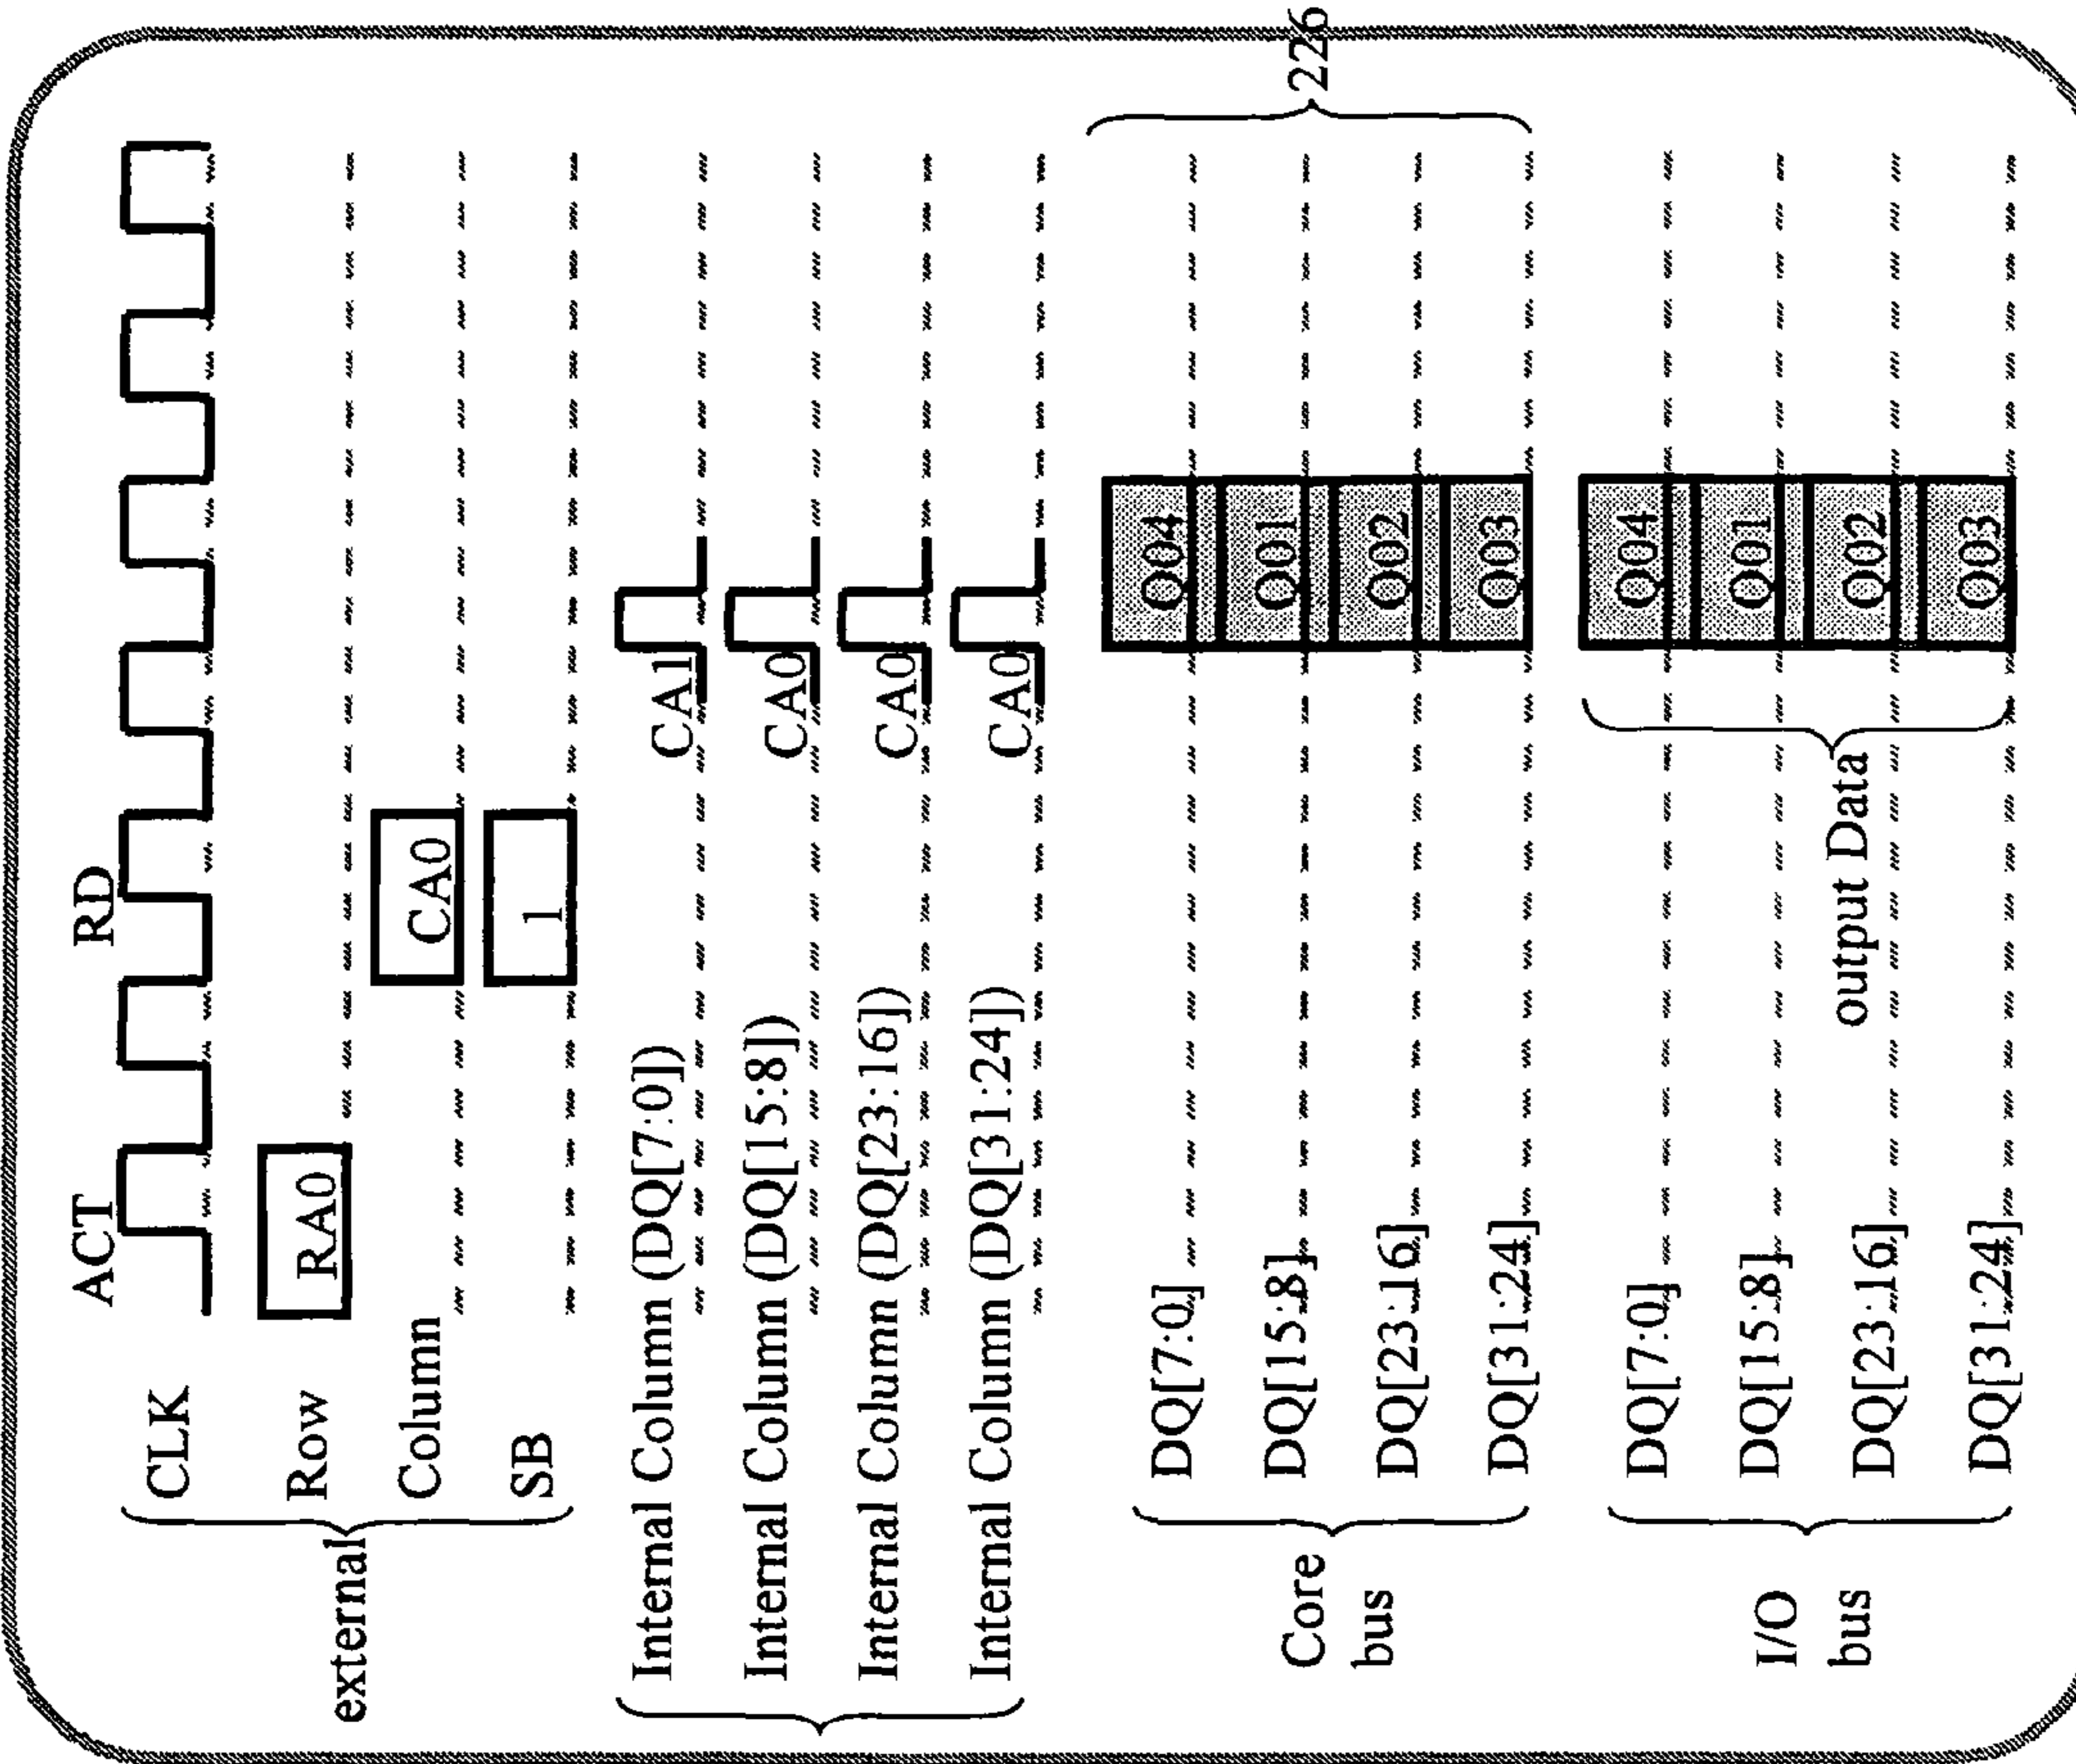 ACT RD
CLK
Row RA0
Column CA0
SB 1
external
Internal Column (DQ[7:0]) CA1
Internal Column (DQ[15:8]) CA0
Internal Column (DQ[23:16]) CA0
Internal Column (DQ[31:24]) CA0
Core bus
DQ[7:0] Q04
DQ[15:8] Q01
DQ[23:16] Q02
DQ[31:24] Q03
226
I/O bus
DQ[7:0] Q04
DQ[15:8] Q01
DQ[23:16] Q02
DQ[31:24] Q03
output Data